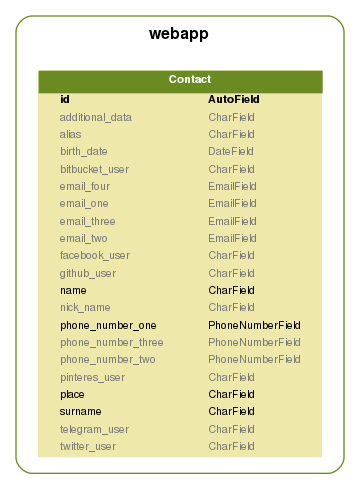 webapp
Contact
id AutoField
additional_data CharField
alias CharField
birth_date DateField
bitbucket_user CharField
email_four EmailField
email_one EmailField
email_three EmailField
email_two EmailField
facebook_user CharField
github_user CharField
name CharField
nick_name CharField
phone_number_one PhoneNumberField
phone_number_three PhoneNumberField
phone_number_two PhoneNumberField
pinteres_user CharField
place CharField
surname CharField
telegram_user CharField
twitter_user CharField